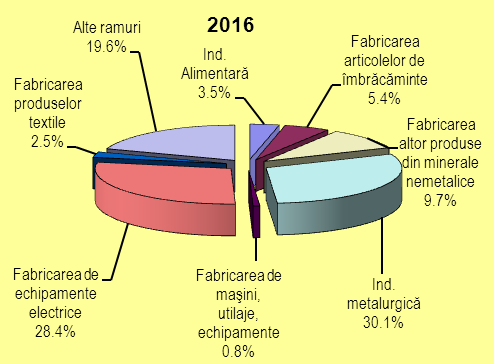 2016
Alte ramuri
19.6%
Ind.
Alimentară
3.5%
Fabricarea
articolelor de
îmbrăcăminte
5.4%
Fabricarea
altor produse
din minerale
nemetalice
9.7%
Ind.
metalurgică
30.1%
Fabricarea de
maşini,
utilaje,
echipamente
0.8%
Fabricarea de
echipamente
electrice
28.4%
Fabricarea
produselor
textile
2.5%